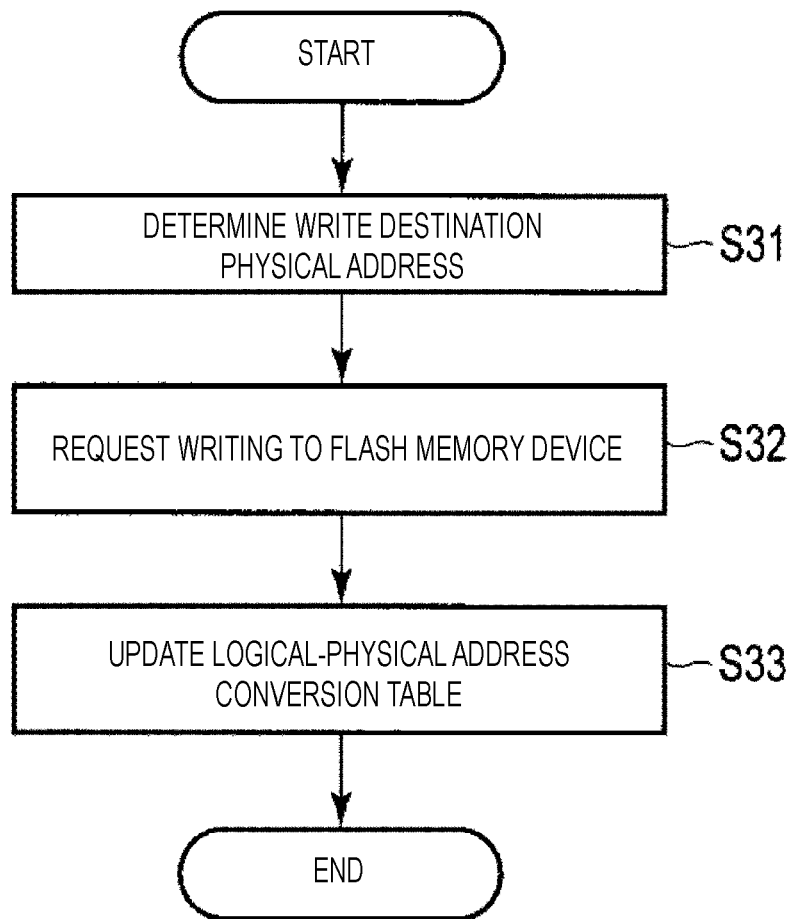 START
DETERMINE WRITE DESTINATION
PHYSICAL ADDRESS
S31
REQUEST WRITING TO FLASH MEMORY DEVICE
S32
UPDATE LOGICAL-PHYSICAL ADDRESS
CONVERSION TABLE
S33
END